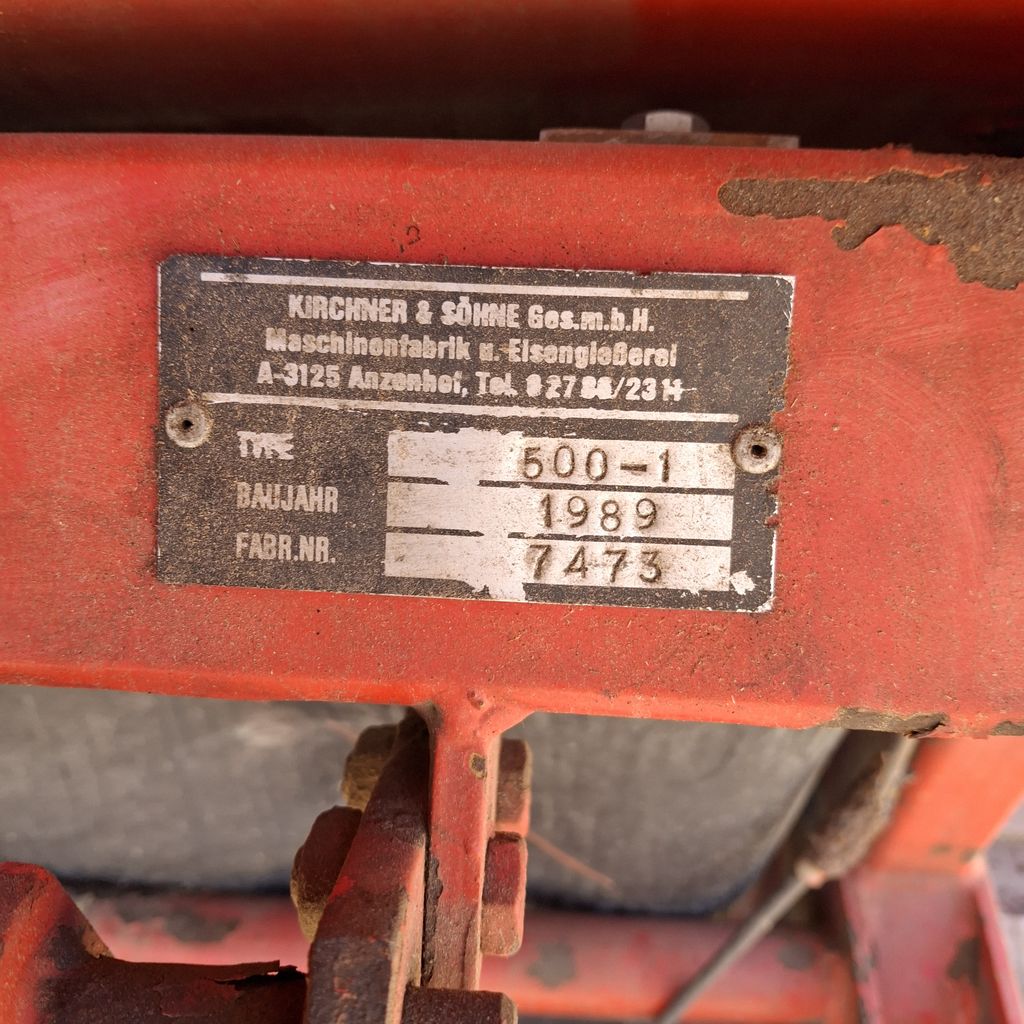 KIRCHNER & SÖHNE Ges.m.b.H.
Maschinenfabrik u. Eisengießerei
A-3125 Anzenhof, Tel.
TYPE 500-1
BAUJAHR 1989
FABR.NR. 7473